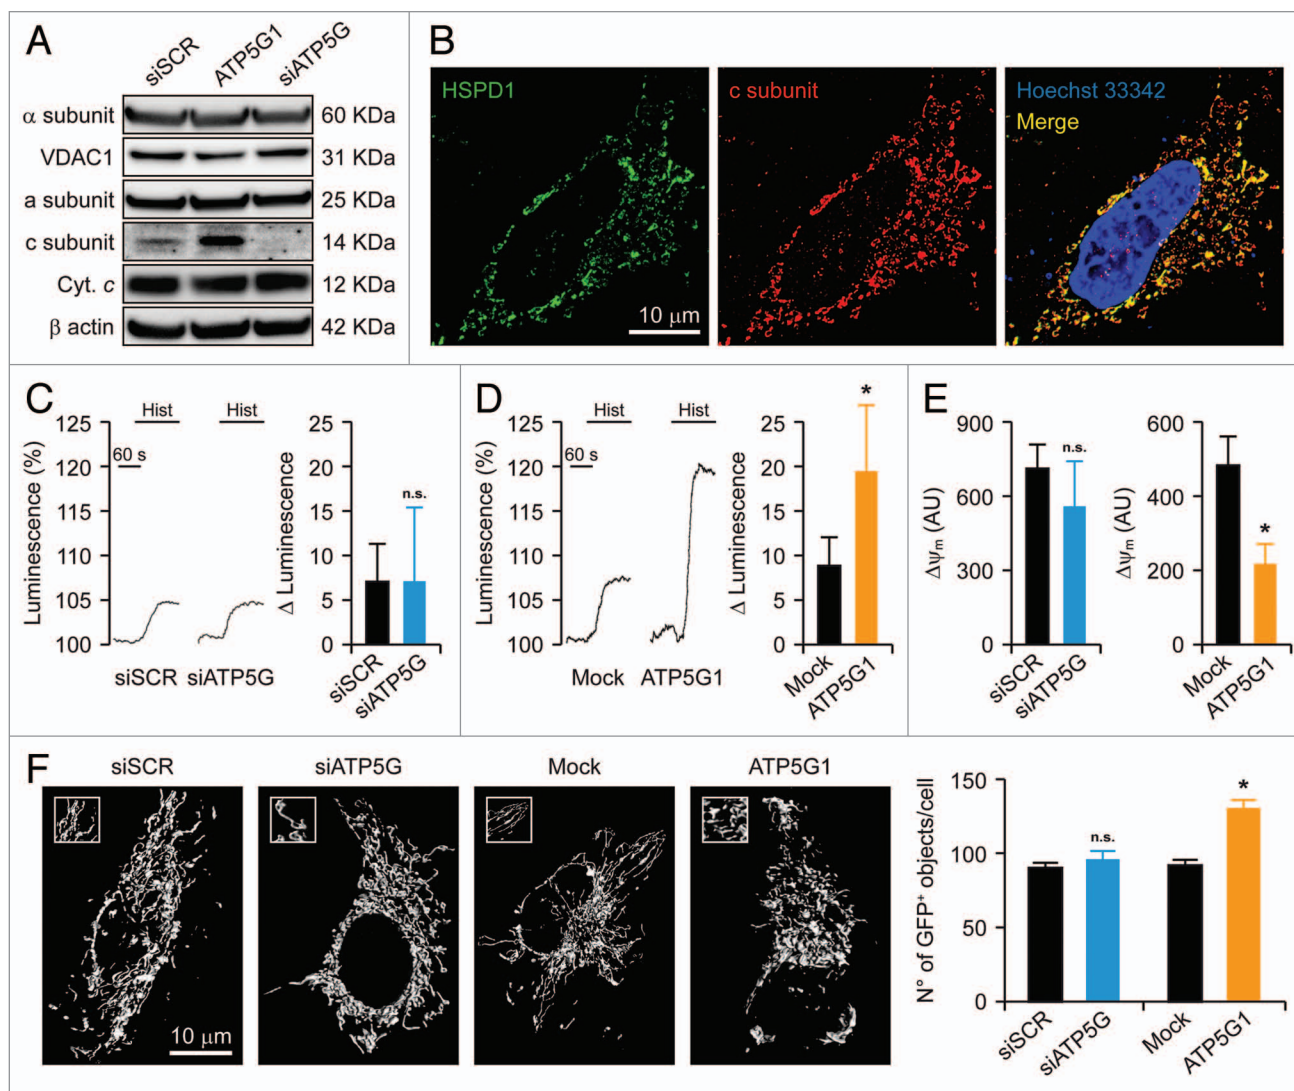 A
siSCR
ATP5G1
siATP5G
α subunit
60 KDa
VDAC1
31 KDa
a subunit
25 KDa
c subunit
14 KDa
Cyt. c
12 KDa
β actin
42 KDa
B
HSPD1
10 μm
c subunit
Hoechst 33342
Merge
C
Luminescence (%)
125
120
115
110
105
100
Hist
Hist
60 s
siSCR
siATP5G
Δ Luminescence
25
20
15
10
5
0
n.s.
siSCR
siATP5G
D
Luminescence (%)
125
120
115
110
105
100
Hist
Hist
60 s
Mock
ATP5G1
Δ Luminescence
25
20
15
10
5
0
*
Mock
ATP5G1
E
Δψm (AU)
900
600
300
0
n.s.
siSCR
siATP5G
Δψm (AU)
600
400
200
0
*
Mock
ATP5G1
F
siSCR
10 μm
siATP5G
Mock
ATP5G1
N° of GFP+ objects/cell
150
100
50
0
n.s.
*
siSCR
siATP5G
Mock
ATP5G1